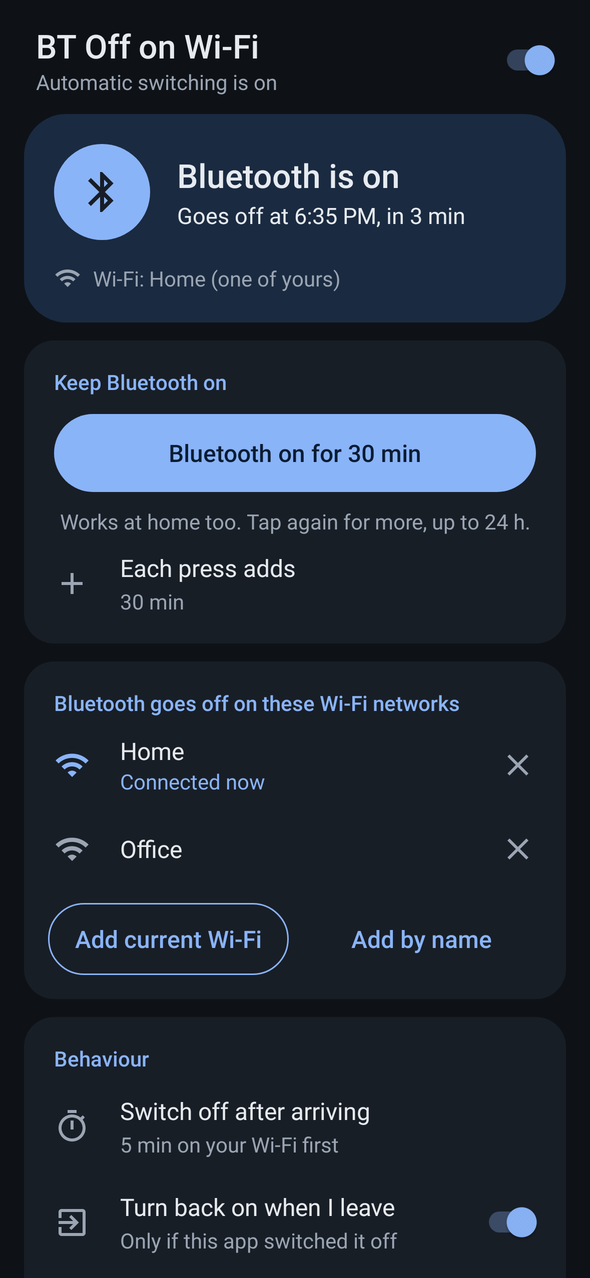 BT Off on Wi-Fi
Automatic switching is on
Bluetooth is on
Goes off at 6:35 PM, in 3 min
Wi-Fi: Home (one of yours)
Keep Bluetooth on
Bluetooth on for 30 min
Works at home too. Tap again for more, up to 24 h.
Each press adds
30 min
Bluetooth goes off on these Wi-Fi networks
Home
Connected now
Office
Add current Wi-Fi
Add by name
Behaviour
Switch off after arriving
5 min on your Wi-Fi first
Turn back on when I leave
Only if this app switched it off